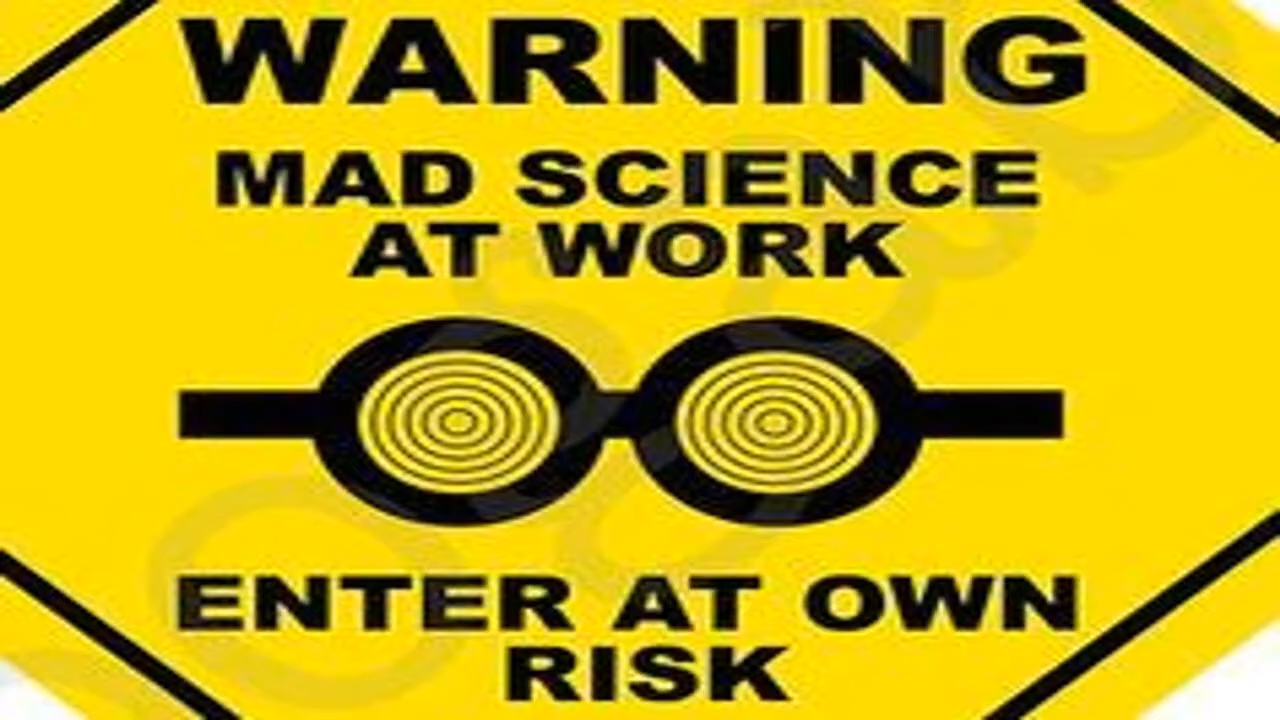 WARNING
MAD SCIENCE
AT WORK
ENTER AT OWN
RISK